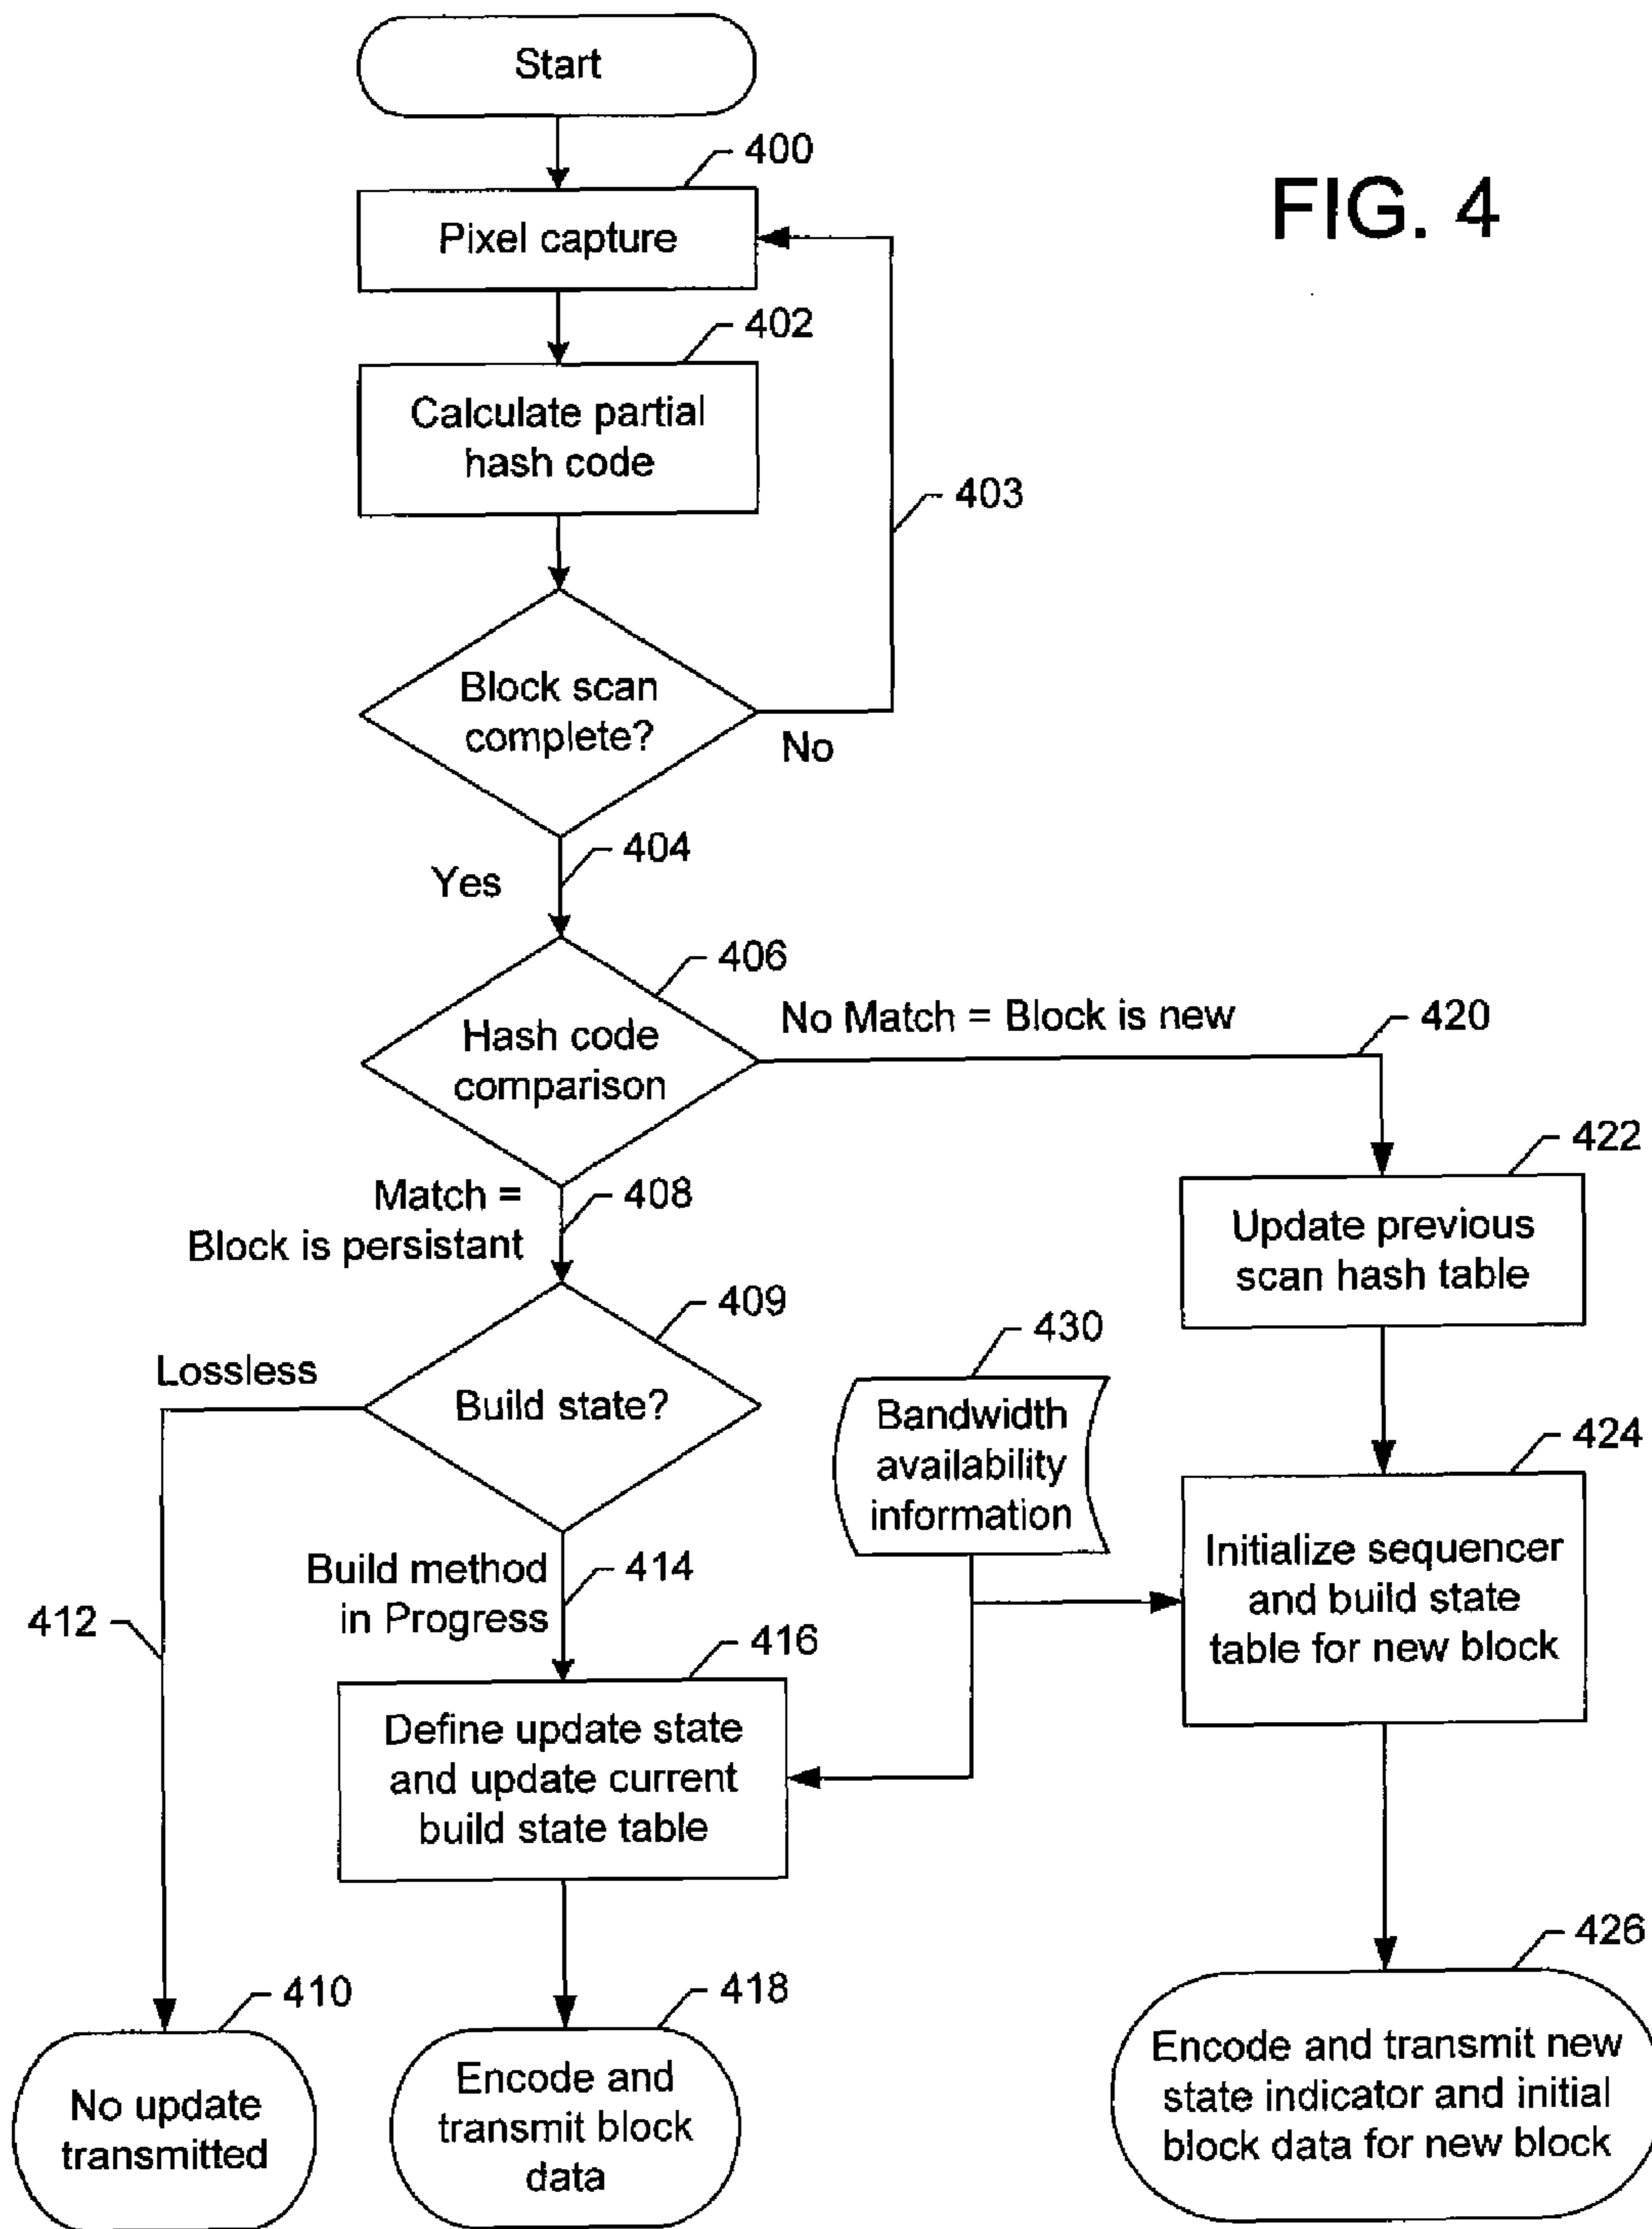 Start
400
FIG. 4
Pixel capture
402
Calculate partial
hash code
403
Block scan
complete?
No
404
Yes
406
No Match = Block is new
420
Hash code
comparison
Match =
408
Block is persistant
422
Update previous
scan hash table
409
430
Lossless
Build state?
Bandwidth
availability
information
424
Initialize sequencer
and build state
table for new block
Build method
in Progress
414
412
416
Define update state
and update current
build state table
410
418
426
No update
transmitted
Encode and
transmit block
data
Encode and transmit new
state indicator and initial
block data for new block